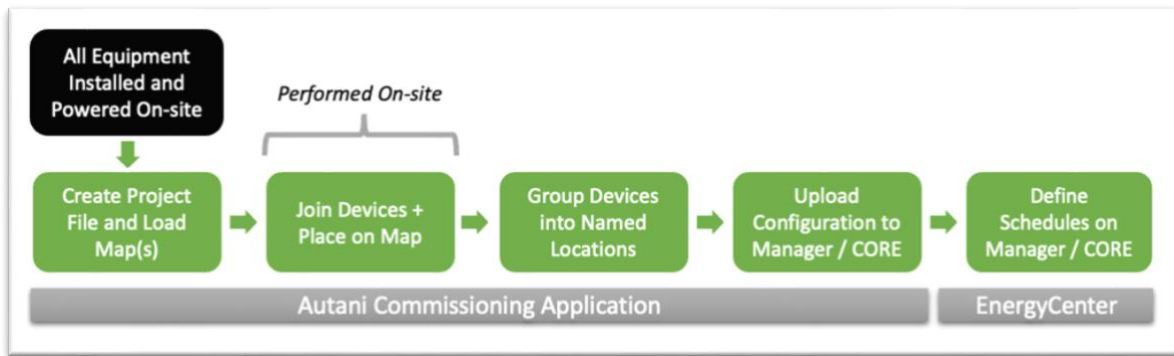 All Equipment
Installed and
Powered On-site
Performed On-site
Create Project
File and Load
Map(s)
Join Devices +
Place on Map
Group Devices
into Named
Locations
Upload
Configuration to
Manager / CORE
Define
Schedules on
Manager / CORE
Autani Commissioning Application
EnergyCenter